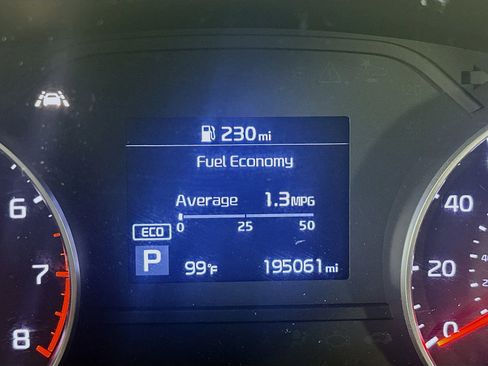 230 mi
Fuel Economy
Average 1.3 MPG
0 25 50
ECO
P 99°F 195061 mi
6
7
8
40
20
0